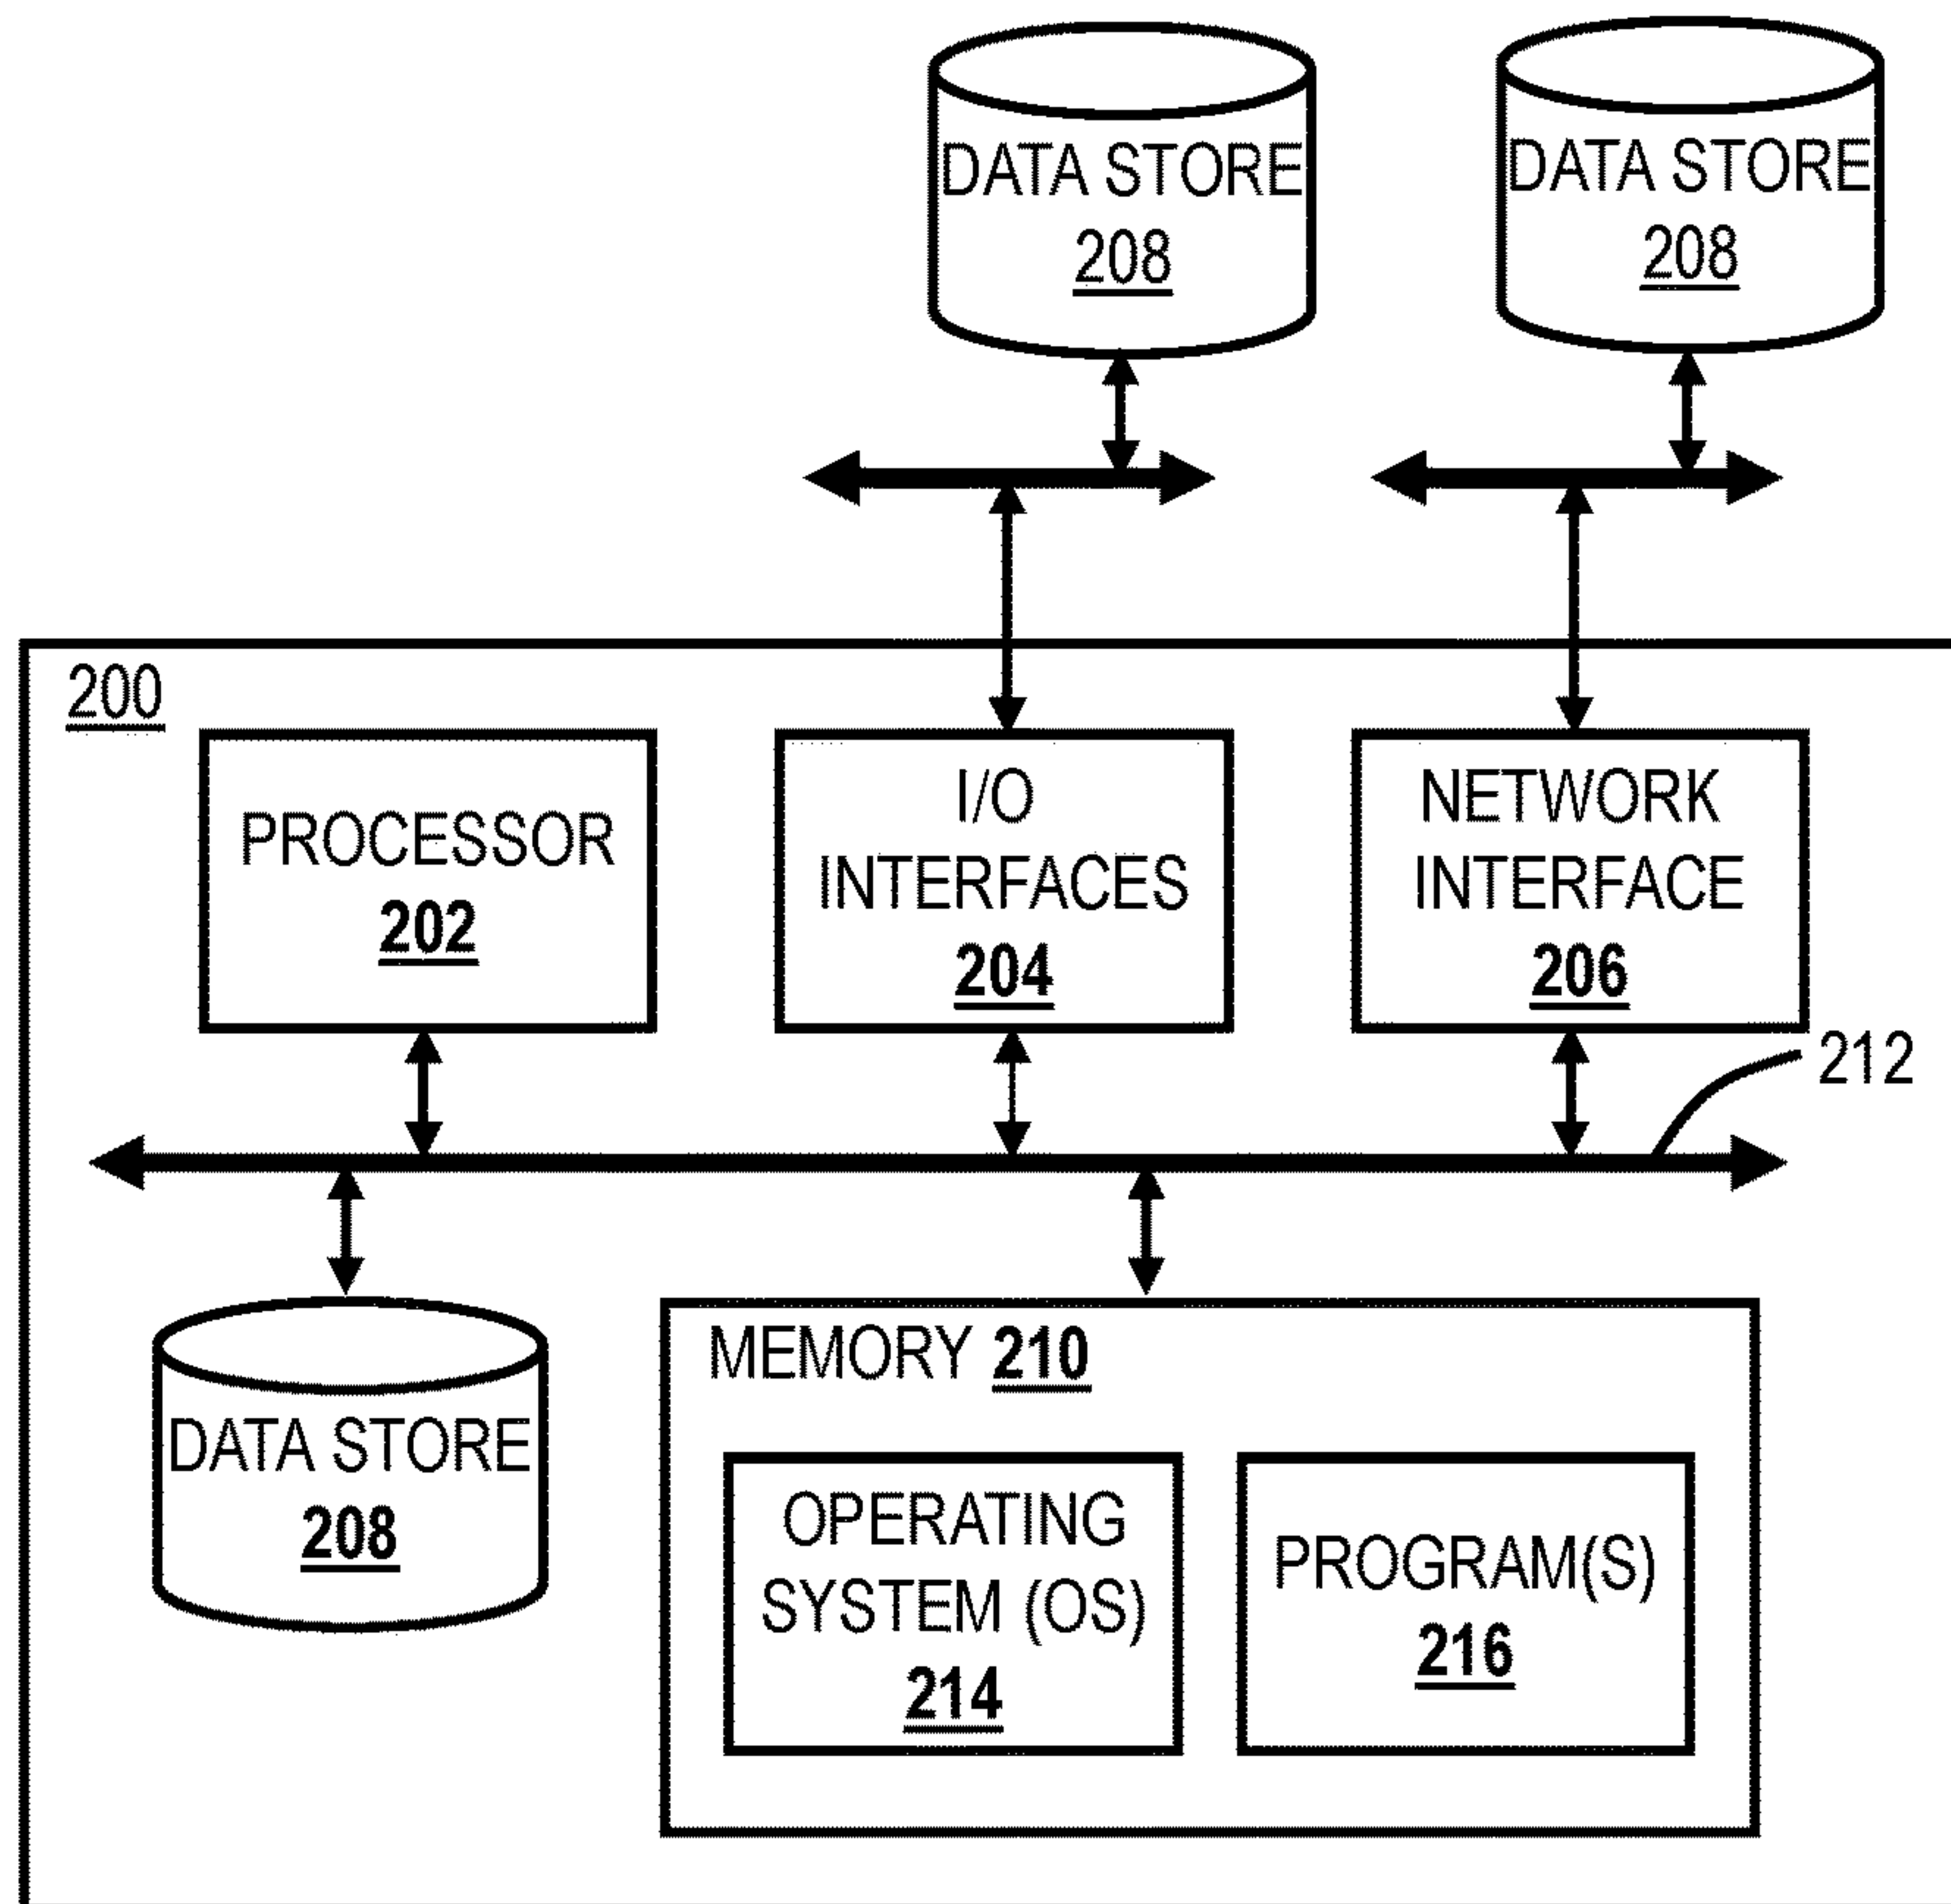 DATA STORE
208
DATA STORE
208
200
PROCESSOR
202
I/O
INTERFACES
204
NETWORK
INTERFACE
206
212
DATA STORE
208
MEMORY 210
OPERATING
SYSTEM (OS)
214
PROGRAM(S)
216